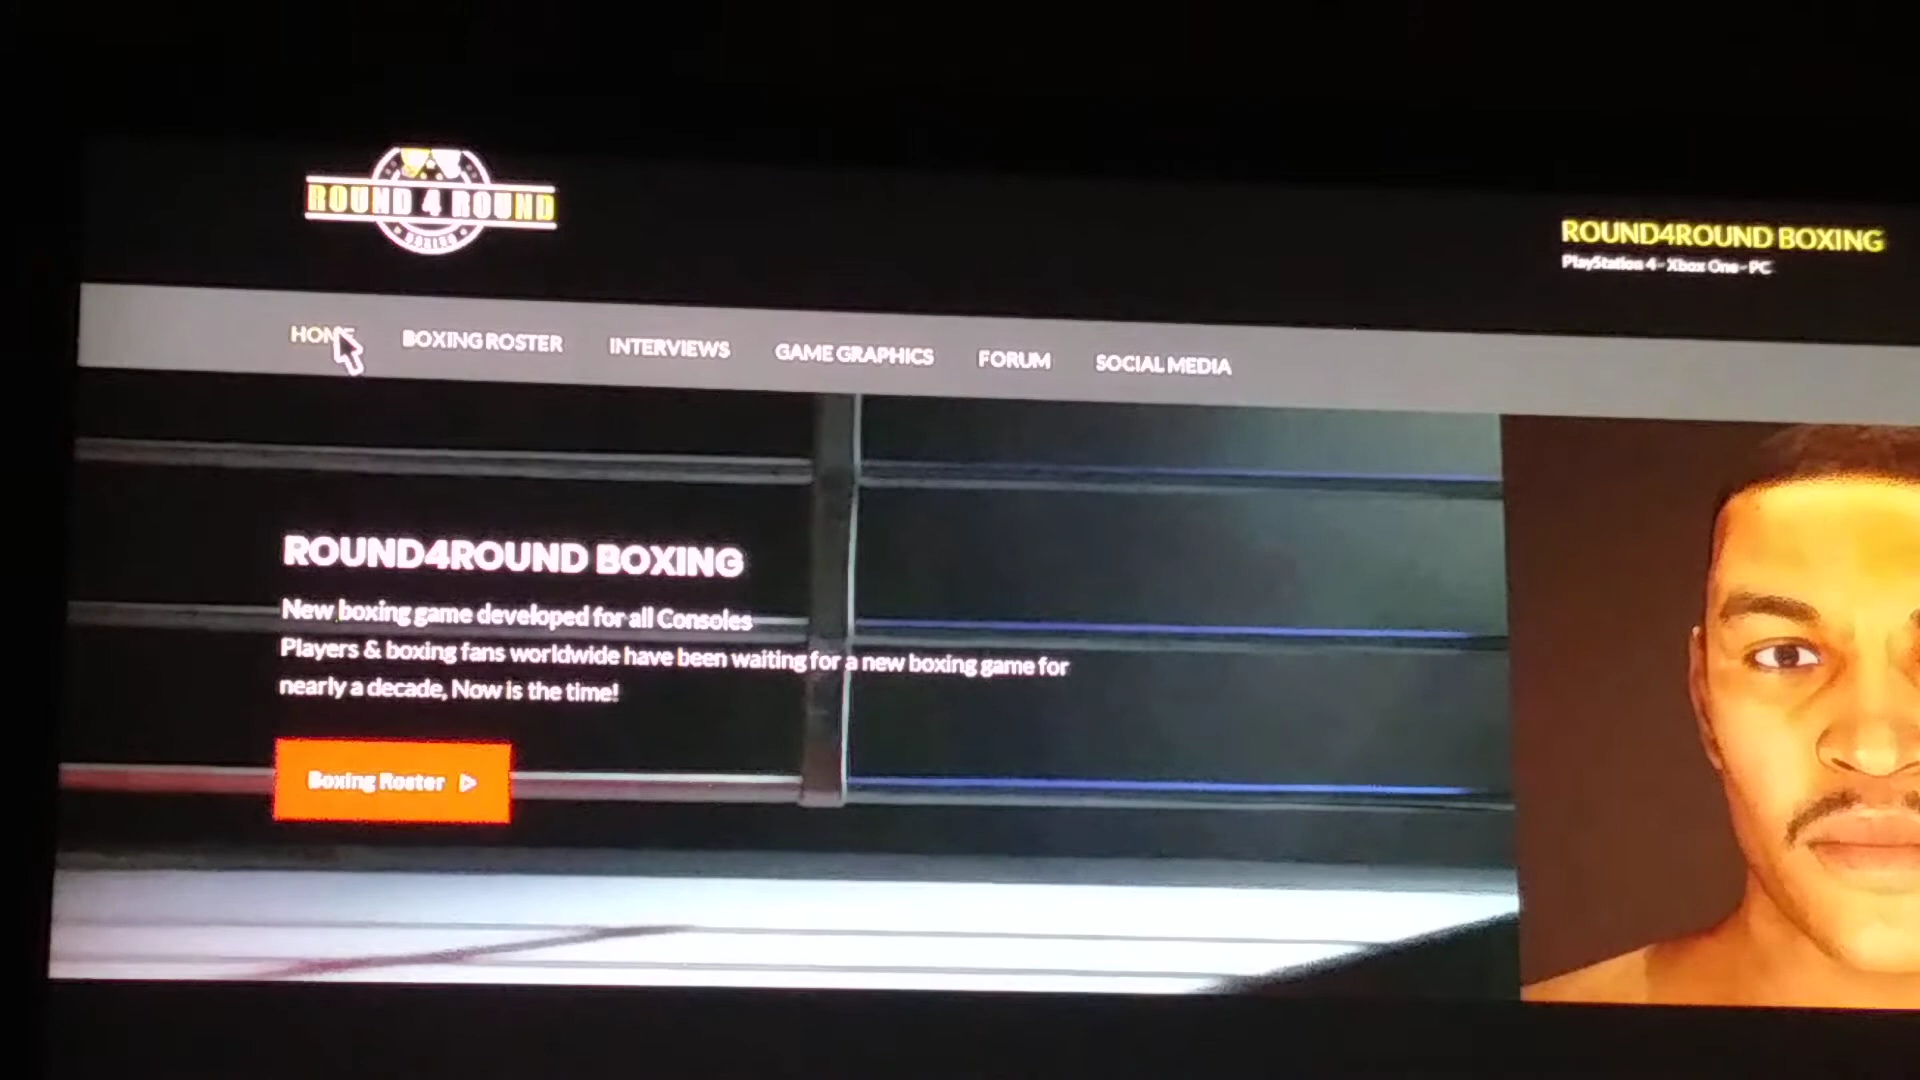 ROUND 4 ROUND
BOXING
ROUND4ROUND BOXING
PlayStation 4 - Xbox One - PC
HOME
BOXING ROSTER
INTERVIEWS
GAME GRAPHICS
FORUM
SOCIAL MEDIA
ROUND4ROUND BOXING
New boxing game developed for all Consoles
Players & boxing fans worldwide have been waiting for a new boxing game for
nearly a decade, Now is the time!
Boxing Roster